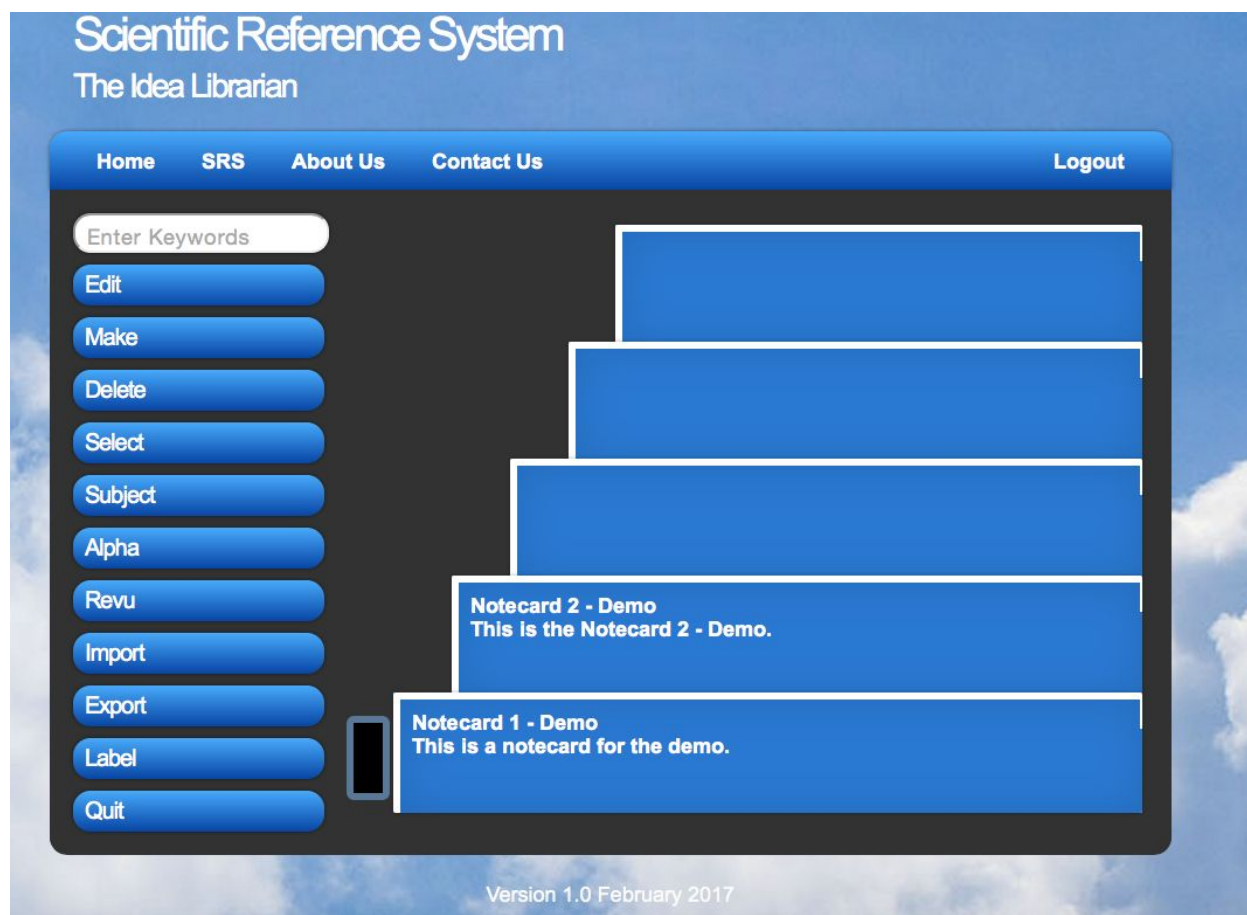 Scientific Reference System
The Idea Librarian
Home SRS About Us Contact Us Logout
Enter Keywords
Edit
Make
Delete
Select
Subject
Alpha
Revu
Import
Export
Label
Quit
Notecard 2 - Demo
This is the Notecard 2 - Demo.
Notecard 1 - Demo
This is a notecard for the demo.
Version 1.0 February 2017